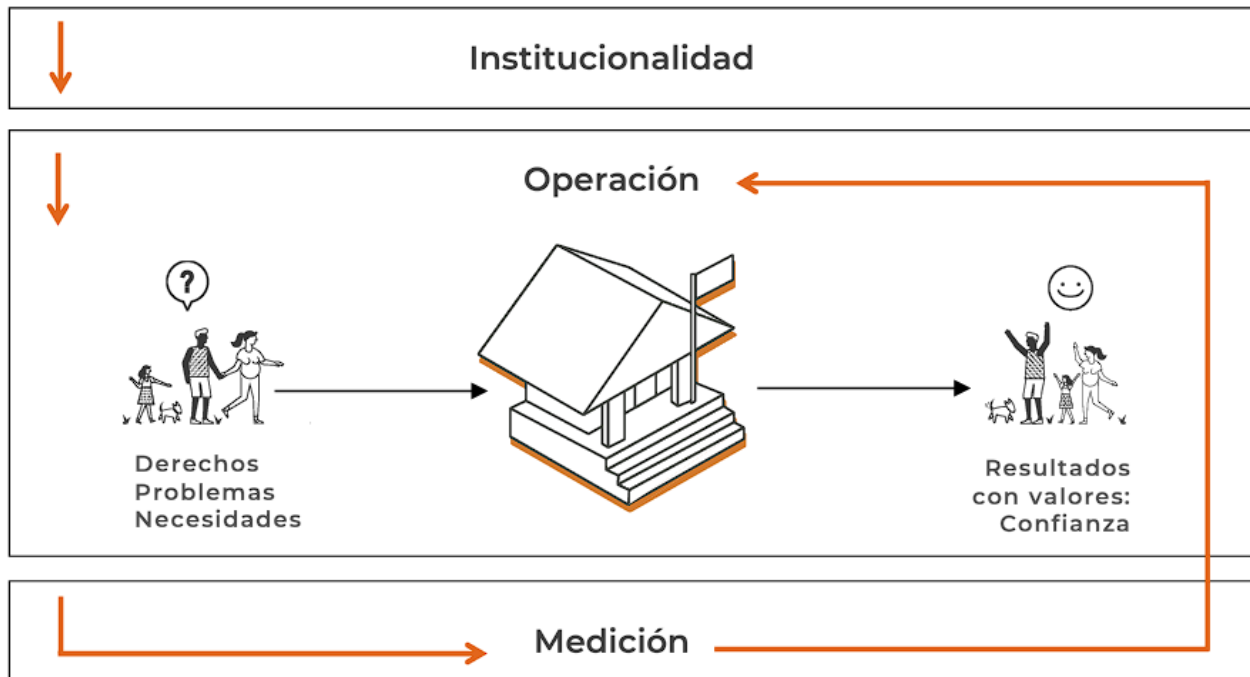 Institucionalidad
Operación
?
Derechos
Problemas
Necesidades
Resultados
con valores:
Confianza
Medición